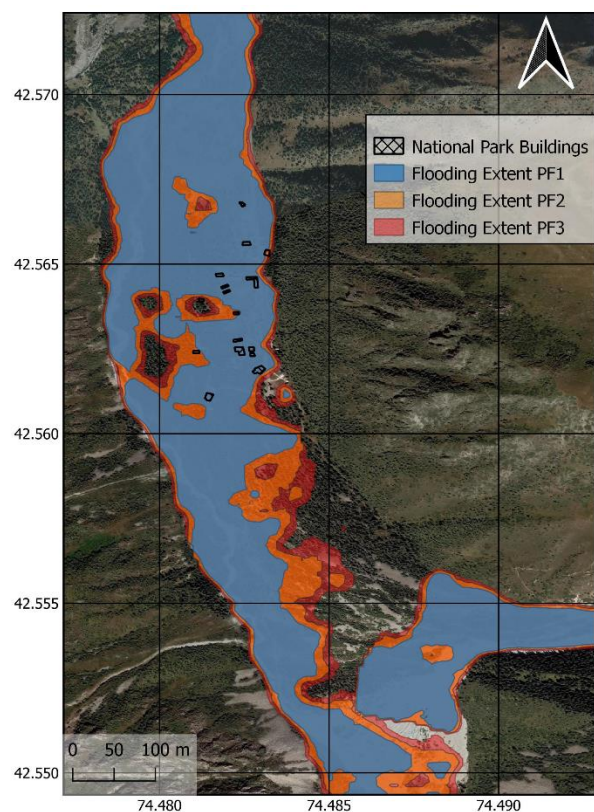 42.570
National Park Buildings
Flooding Extent PF1
Flooding Extent PF2
Flooding Extent PF3
42.565
42.560
42.555
0 50 100 m
42.550
74.480 74.485 74.490